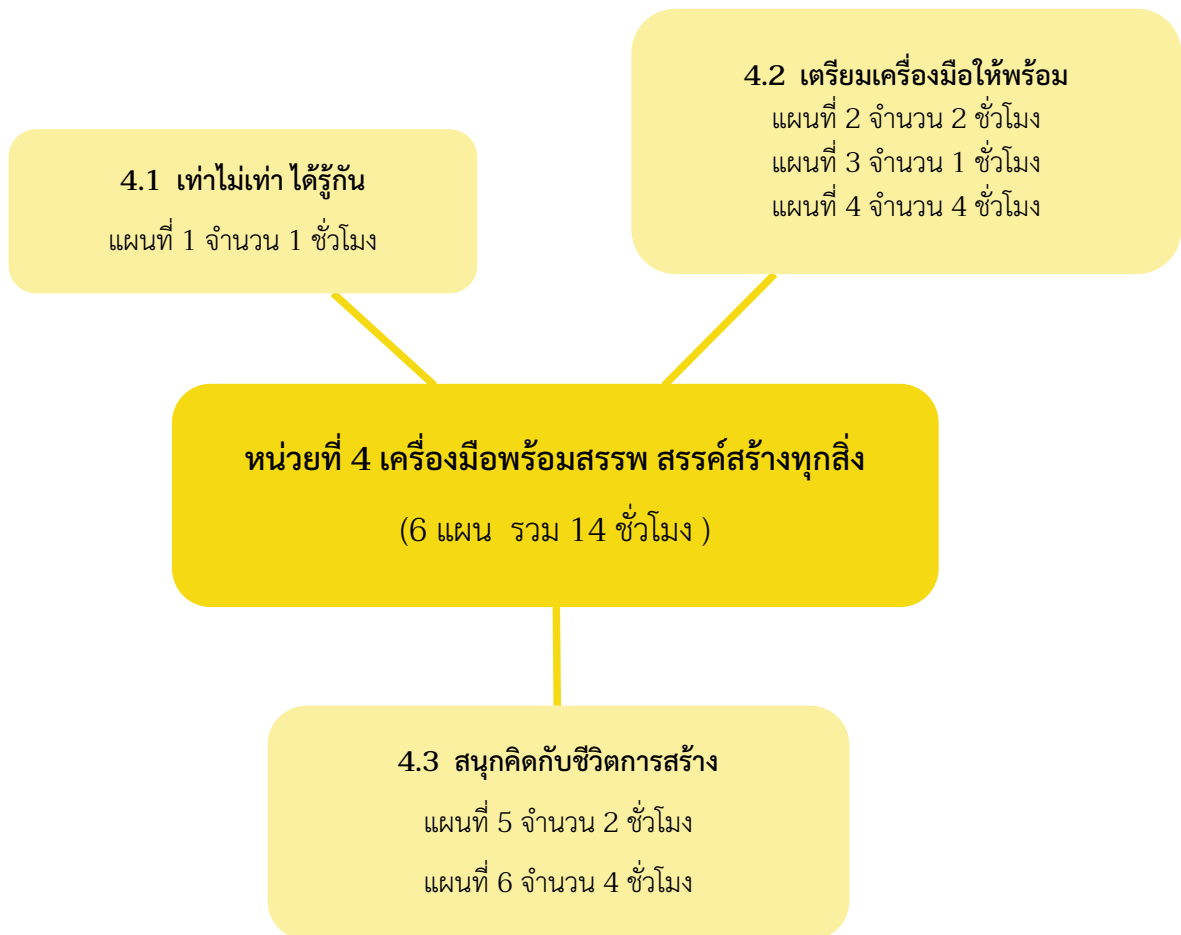 4.2 เตรียมเครื่องมือให้พร้อม
แผนที่ 2 จำนวน 2 ชั่วโมง
แผนที่ 3 จำนวน 1 ชั่วโมง
แผนที่ 4 จำนวน 4 ชั่วโมง
4.1 เท่าไม่เท่า ได้รู้กัน
แผนที่ 1 จำนวน 1 ชั่วโมง
หน่วยที่ 4 เครื่องมือพร้อมสรรพ สรรค์สร้างทุกสิ่ง
(6 แผน รวม 14 ชั่วโมง )
4.3 สนุกคิดกับชีวิตการสร้าง
แผนที่ 5 จำนวน 2 ชั่วโมง
แผนที่ 6 จำนวน 4 ชั่วโมง